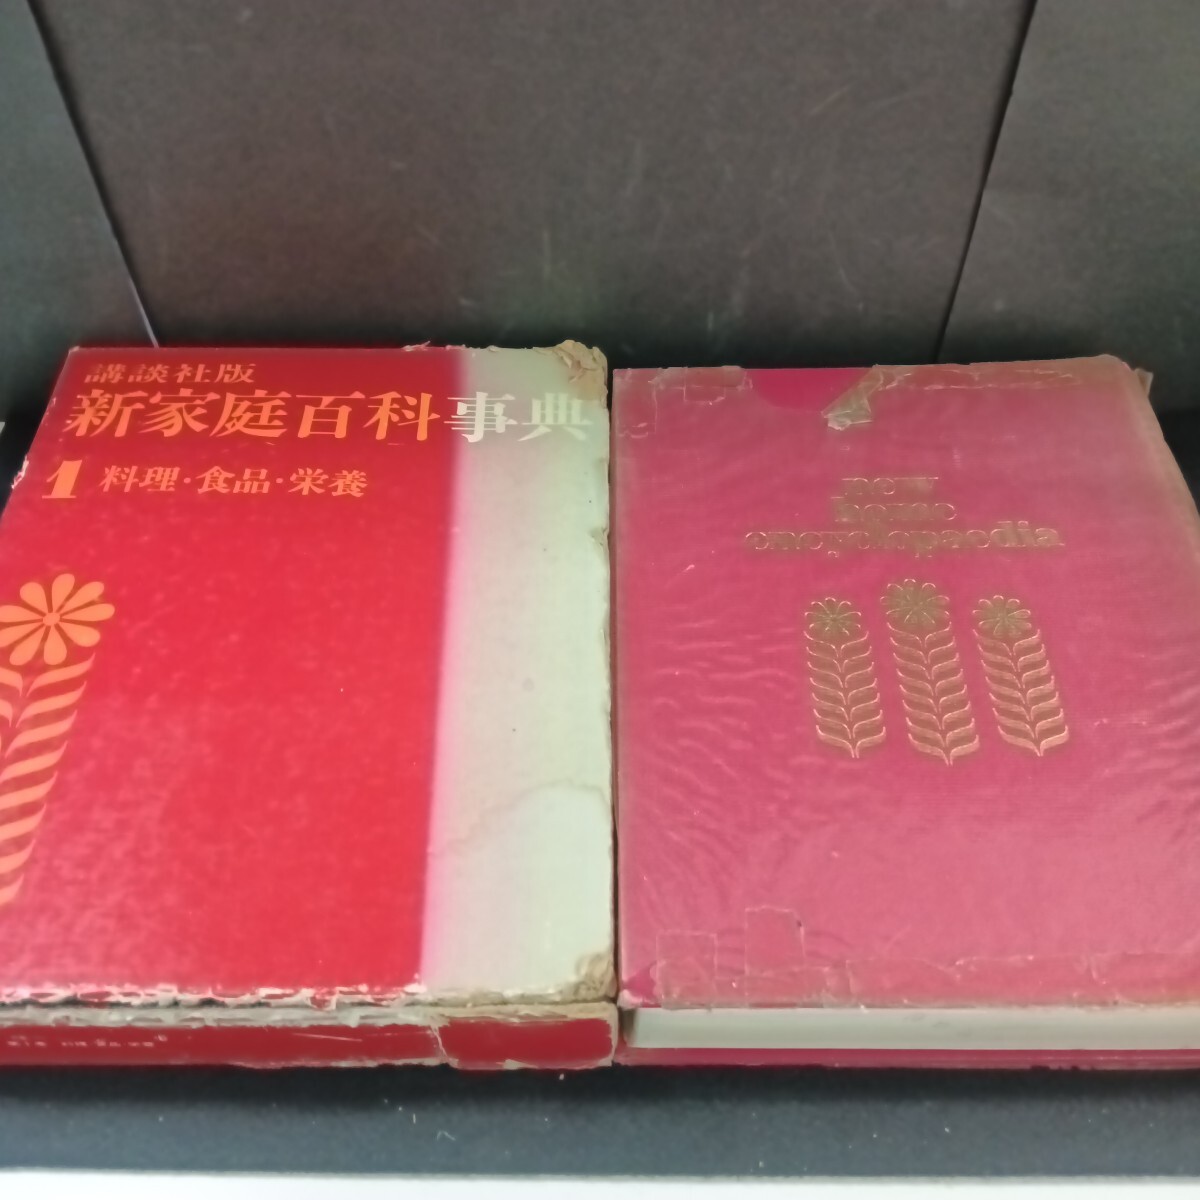 講談社版
新家庭百科事典
1 料理・食品・栄養
new
home
encyclopaedia